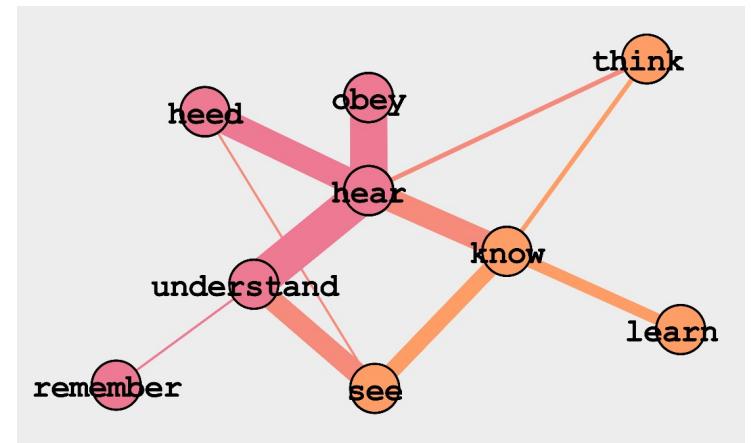 think
obey
heed
hear
know
understand
learn
remember
see